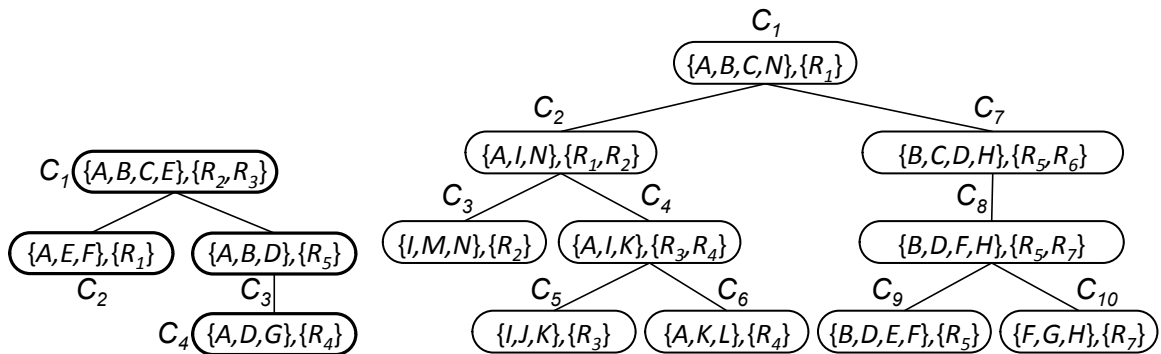 C1
{A,B,C,E},{R2,R3}
{A,E,F},{R1}
{A,B,D},{R5}
C2
C3
C4
{A,D,G},{R4}
C1
{A,B,C,N},{R1}
C2
C7
{A,I,N},{R1,R2}
{B,C,D,H},{R5,R6}
C3
C4
C8
{I,M,N},{R2}
{A,I,K},{R3,R4}
{B,D,F,H},{R5,R7}
C5
C6
C9
C10
{I,J,K},{R3}
{A,K,L},{R4}
{B,D,E,F},{R5}
{F,G,H},{R7}